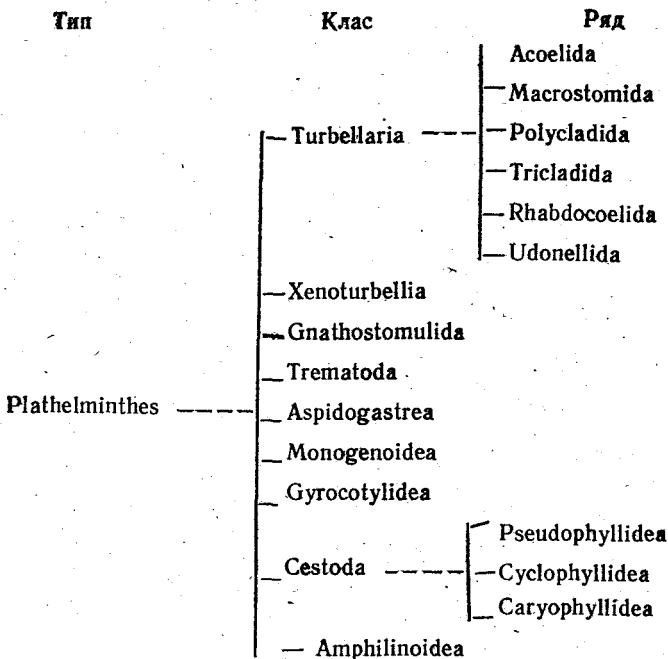 Тип Клас Ряд
Acoelida
Macrostomida
Turbellaria Polycladida
Tricladida
Rhabdocoelida
Udonellida
Xenoturbellia
Gnathostomulida
Trematoda
Plathelminthes Aspidogastrea
Monogenoidea
Gyrocotylidea
Pseudophyllidea
Cestoda Cyclophyllidea
Caryophyllidea
Amphilinoidea